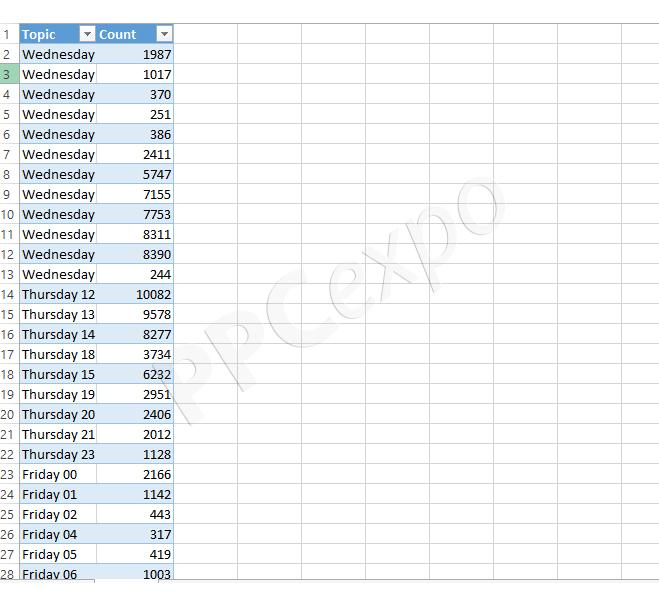 1 Topic Count
2 Wednesday 1987
3 Wednesday 1017
4 Wednesday 370
5 Wednesday 251
6 Wednesday 386
7 Wednesday 2411
8 Wednesday 5747
9 Wednesday 7155
10 Wednesday 7753
11 Wednesday 8311
12 Wednesday 8390
13 Wednesday 244
14 Thursday 12 10082
15 Thursday 13 9578
16 Thursday 14 8277
17 Thursday 18 3734
18 Thursday 15 6232
19 Thursday 19 2951
20 Thursday 20 2406
21 Thursday 21 2012
22 Thursday 23 1128
23 Friday 00 2166
24 Friday 01 1142
25 Friday 02 443
26 Friday 04 317
27 Friday 05 419
28 Friday 06 1003
PPCexpo